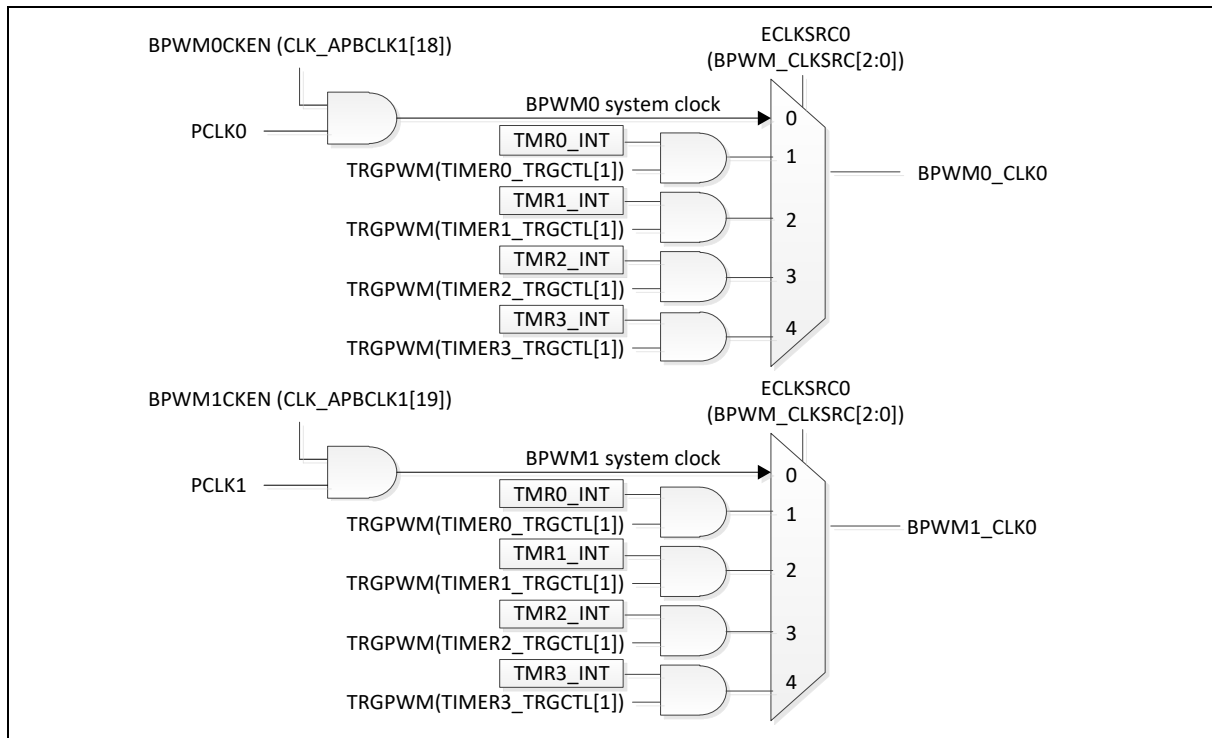 BPWM0CKEN (CLK_APBCLK1[18])
ECLKSRC0
(BPWM_CLKSRC[2:0])
BPWM0 system clock
0
PCLK0
TMR0_INT
1
TRGPWM(TIMER0_TRGCTL[1])
BPWM0_CLK0
TMR1_INT
2
TRGPWM(TIMER1_TRGCTL[1])
TMR2_INT
3
TRGPWM(TIMER2_TRGCTL[1])
TMR3_INT
4
TRGPWM(TIMER3_TRGCTL[1])
BPWM1CKEN (CLK_APBCLK1[19])
ECLKSRC0
(BPWM_CLKSRC[2:0])
BPWM1 system clock
0
PCLK1
TMR0_INT
1
TRGPWM(TIMER0_TRGCTL[1])
BPWM1_CLK0
TMR1_INT
2
TRGPWM(TIMER1_TRGCTL[1])
TMR2_INT
3
TRGPWM(TIMER2_TRGCTL[1])
TMR3_INT
4
TRGPWM(TIMER3_TRGCTL[1])